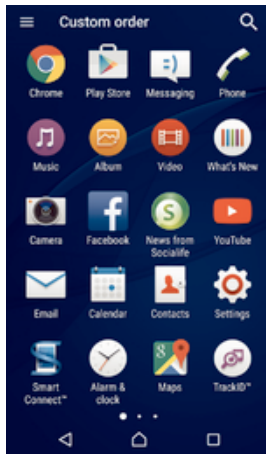 Custom order
Chrome Play Store Messaging Phone
Music Album Video What's New
Camera Facebook News from Socialife YouTube
Email Calendar Contacts Settings
Smart Connect™ Alarm & clock Maps TrackID™